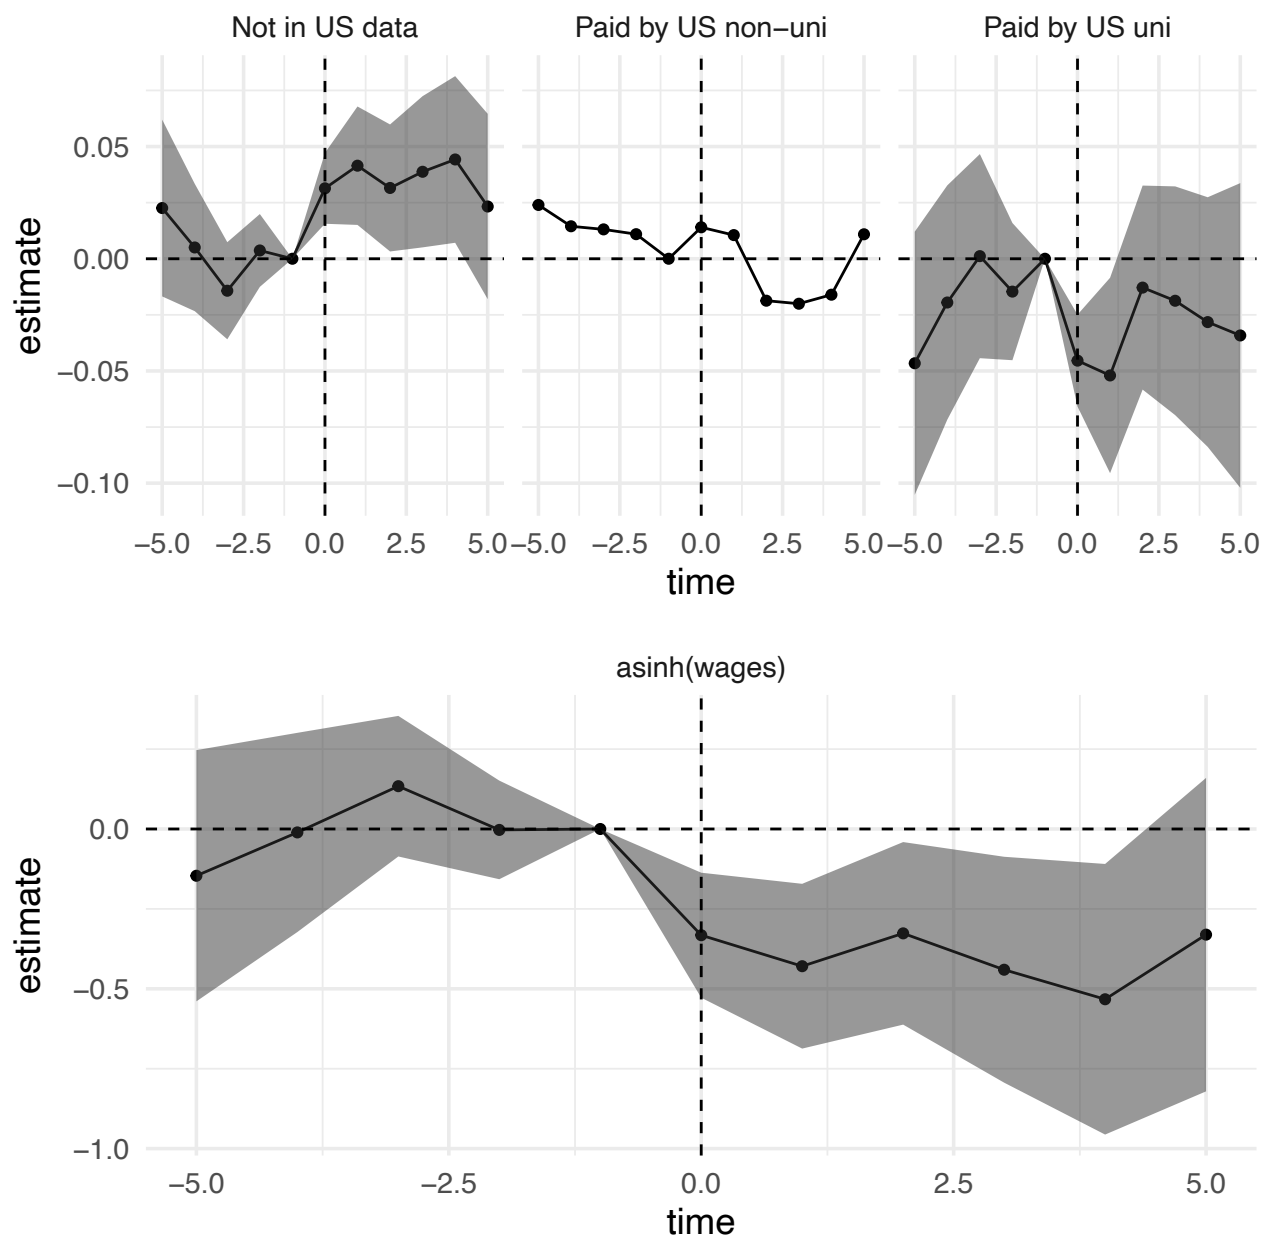 Not in US data Paid by US non−uni Paid by US uni
0.05
0.00
−0.05
−0.10
estimate
−5.0 −2.5 0.0 2.5 5.0 −5.0 −2.5 0.0 2.5 5.0 −5.0 −2.5 0.0 2.5 5.0
time
asinh(wages)
0.0
−0.5
−1.0
estimate
−5.0 −2.5 0.0 2.5 5.0
time